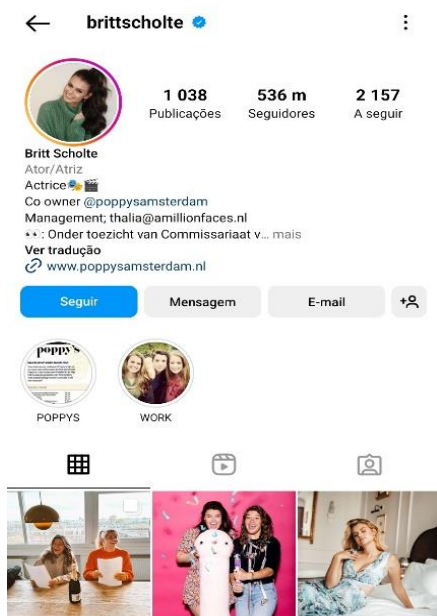 brittscholte
1 038 536 m 2 157
Publicações Seguidores A seguir
Britt Scholte
Ator/Atriz
Actrice🎭🎬
Co owner @poppysamsterdam
Management; thalia@amillionfaces.nl
👀: Onder toezicht van Commissariaat v... mais
Ver tradução
www.poppysamsterdam.nl
Seguir Mensagem E-mail
poppy's
POPPYS WORK